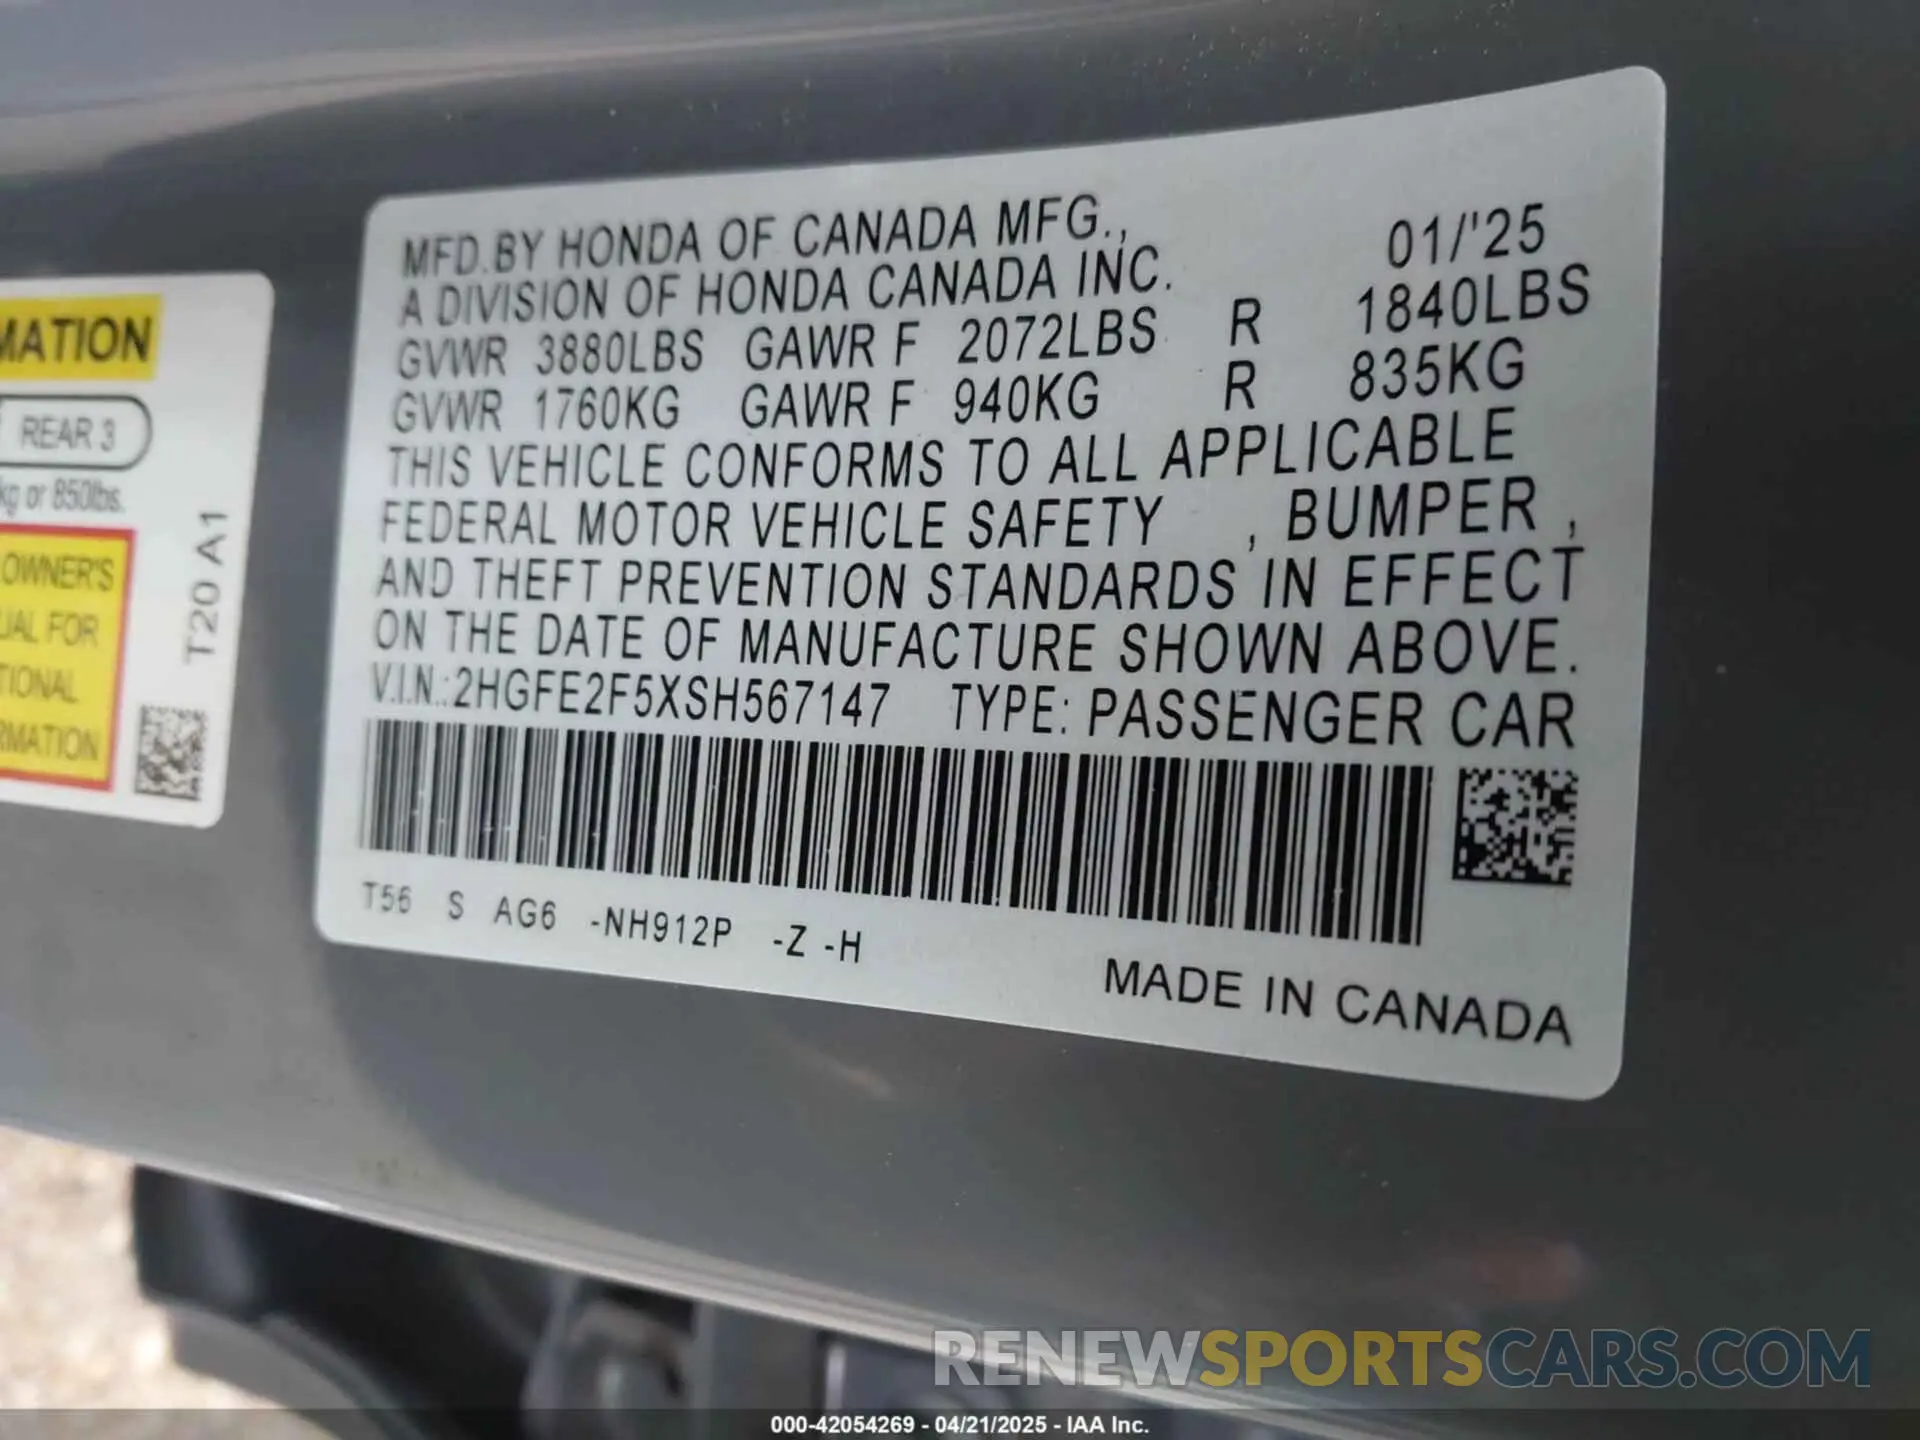 MATION
REAR 3
kg or 850lbs.
OWNER'S
UAL FOR
TIONAL
RMATION
T20 A1
MFD.BY HONDA OF CANADA MFG., 01/'25
A DIVISION OF HONDA CANADA INC.
GVWR 3880LBS GAWR F 2072LBS R 1840LBS
GVWR 1760KG GAWR F 940KG R 835KG
THIS VEHICLE CONFORMS TO ALL APPLICABLE
FEDERAL MOTOR VEHICLE SAFETY , BUMPER ,
AND THEFT PREVENTION STANDARDS IN EFFECT
ON THE DATE OF MANUFACTURE SHOWN ABOVE.
V.I.N.:2HGFE2F5XSH567147 TYPE: PASSENGER CAR
T56 S AG6 -NH912P -Z -H
MADE IN CANADA
RENEWSPORTSCARS.COM
000-42054269 - 04/21/2025 - IAA Inc.